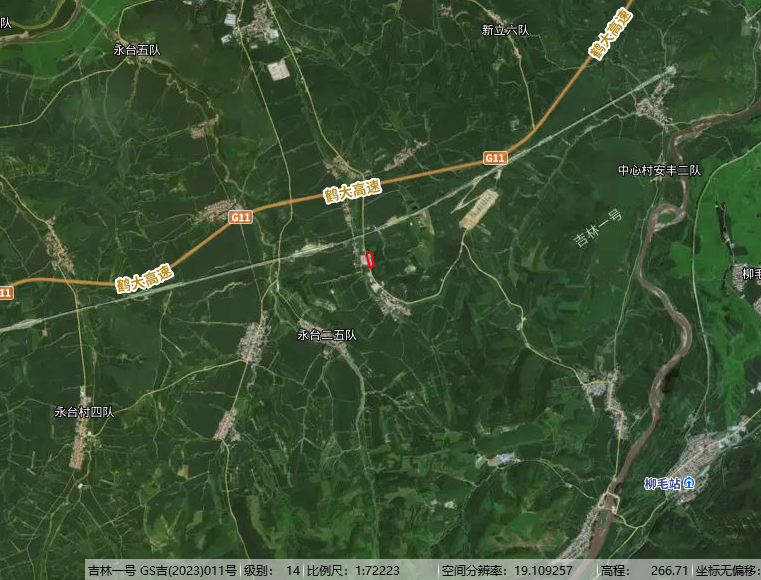 队
永台五队
新立六队
鹤大高速
G11
中心村安丰二队
鹤大高速
G11
吉林一号
鹤大高速
柳毛
11
永台二五队
永台村四队
柳毛站
吉林一号 GS吉(2023)011号 级别: 14 比例尺: 1:72223 空间分辨率: 19.109257 高程: 266.71 坐标无偏移: